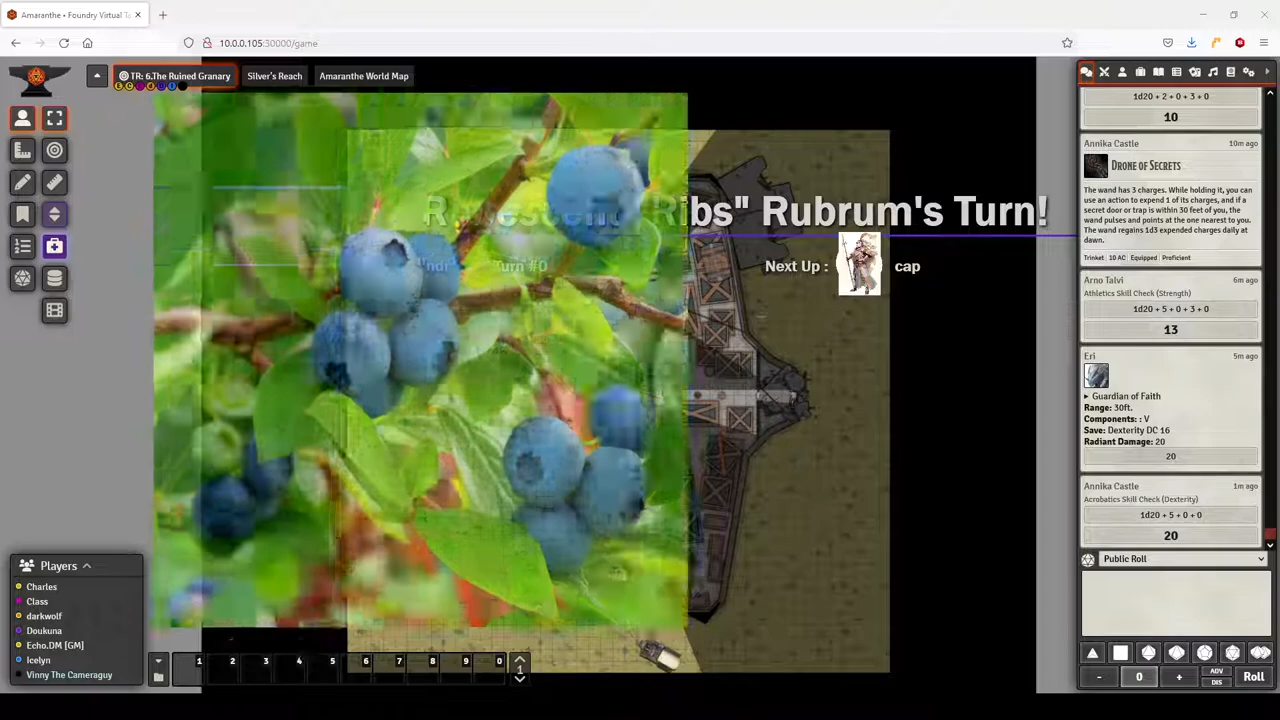 Amaranthe • Foundry Virtual Ta
10.0.0.105:30000/game
TR: 6.The Ruined Granary
Silver's Reach
Amaranthe World Map
1d20 + 2 + 0 + 3 + 0
10
Annika Castle
10m ago
Drone of Secrets
The wand has 3 charges. While holding it, you can
use an action to expend 1 of its charges, and if a
secret door or trap is within 30 feet of you, the
wand pulses and points at the one nearest to you.
The wand regains 1d3 expended charges daily at
dawn.
Trinket
10 AC
Equipped
Proficient
Ribs" Rubrum's Turn!
Turn #0
Next Up :
cap
Arno Talvi
6m ago
Athletics Skill Check (Strength)
1d20 + 5 + 0 + 3 + 0
13
Eri
5m ago
Guardian of Faith
Range: 30ft.
Components: : V
Save: Dexterity DC 16
Radiant Damage: 20
20
Annika Castle
1m ago
Acrobatics Skill Check (Dexterity)
1d20 + 5 + 0 + 0
20
Public Roll
Players
Charles
Class
darkwolf
Doukuna
Echo.DM [GM]
Icelyn
Vinny The Cameraguy
1 2 3 4 5 6 7 8 9 0
1
- 0 + ADV
DIS
Roll